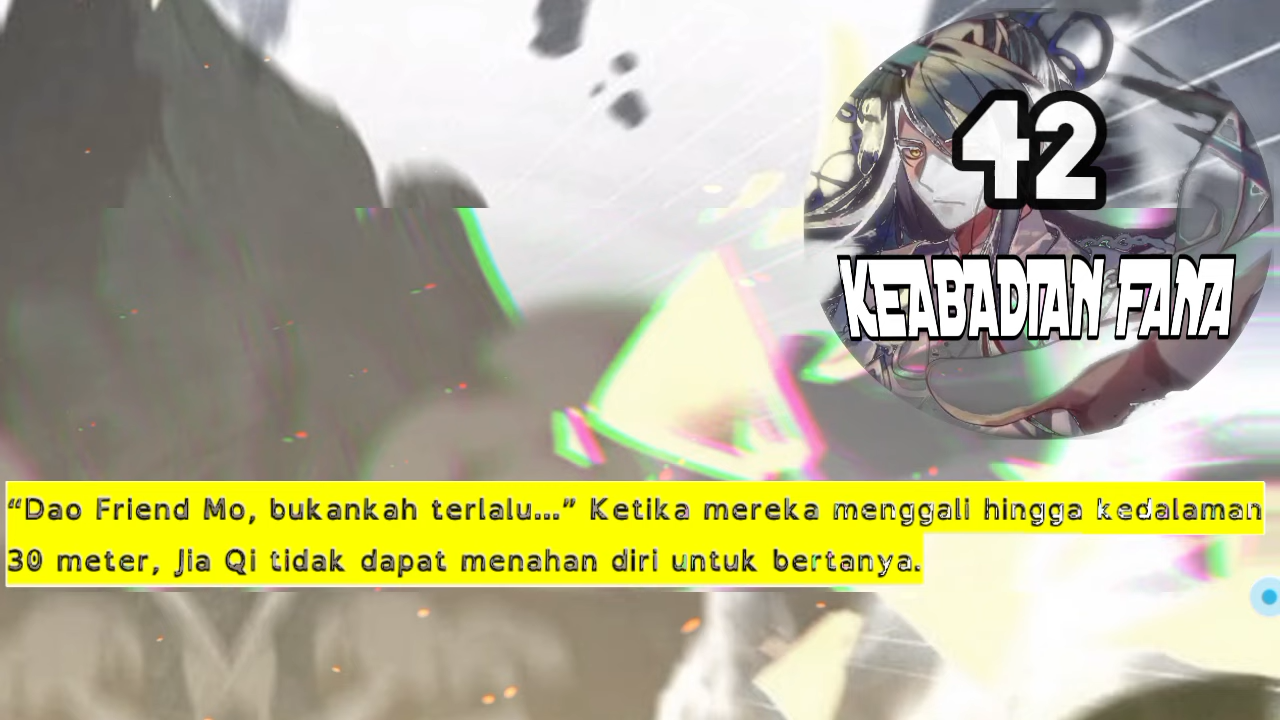 42
KEABADIAN FANA
“Dao Friend Mo, bukankah terlalu...” Ketika mereka menggali hingga kedalaman
30 meter, Jia Qi tidak dapat menahan diri untuk bertanya.